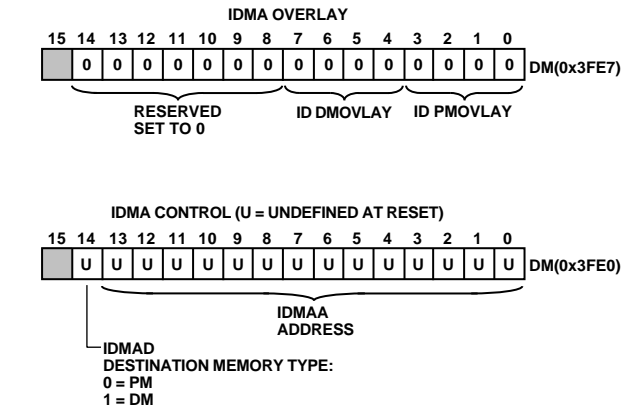 IDMA OVERLAY
15 14 13 12 11 10 9 8 7 6 5 4 3 2 1 0
0 0 0 0 0 0 0 0 0 0 0 0 0 0 0 DM(0x3FE7)
RESERVED ID DMOVLAY ID PMOVLAY
SET TO 0
IDMA CONTROL (U = UNDEFINED AT RESET)
15 14 13 12 11 10 9 8 7 6 5 4 3 2 1 0
U U U U U U U U U U U U U U U DM(0x3FE0)
IDMAA
ADDRESS
IDMAD
DESTINATION MEMORY TYPE:
0 = PM
1 = DM